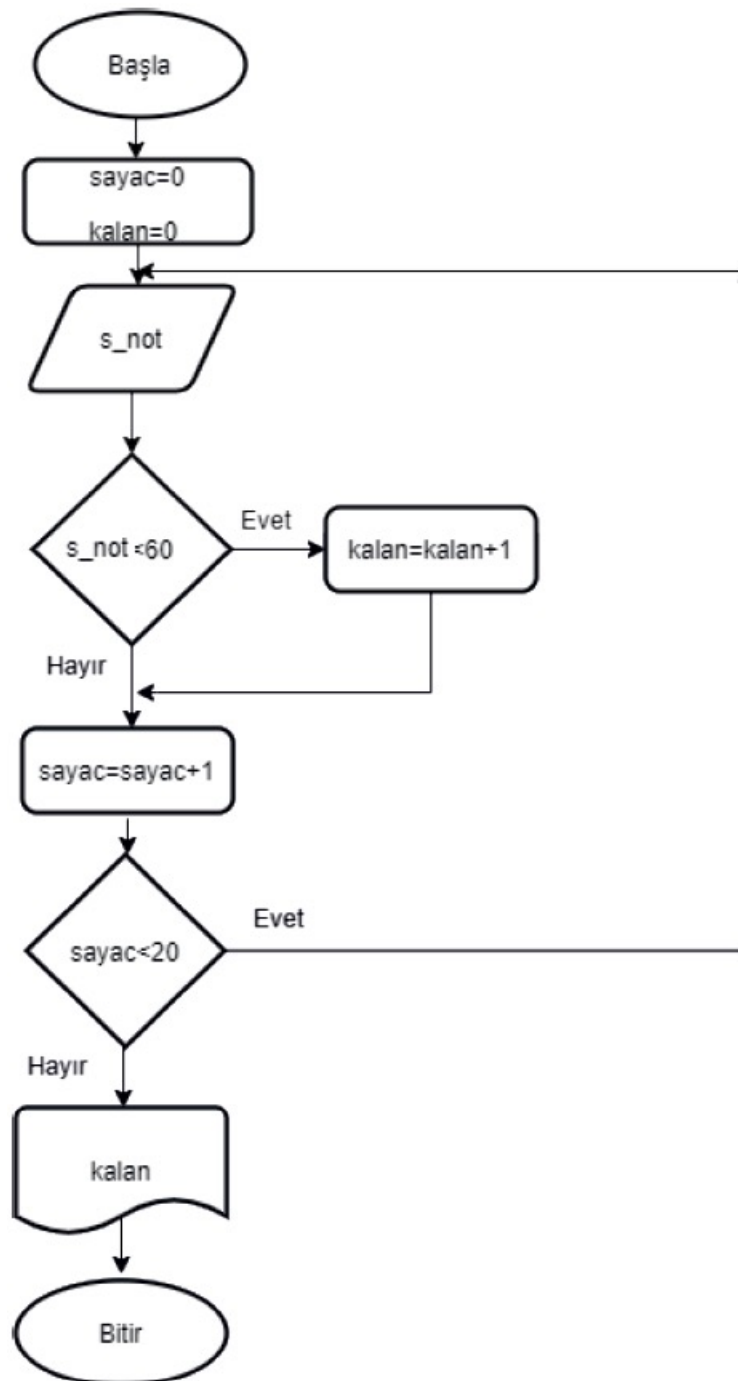 Başla
sayac=0
kalan=0
s_not
s_not <60
Evet
kalan=kalan+1
Hayır
sayac=sayac+1
sayac<20
Evet
Hayır
kalan
Bitir